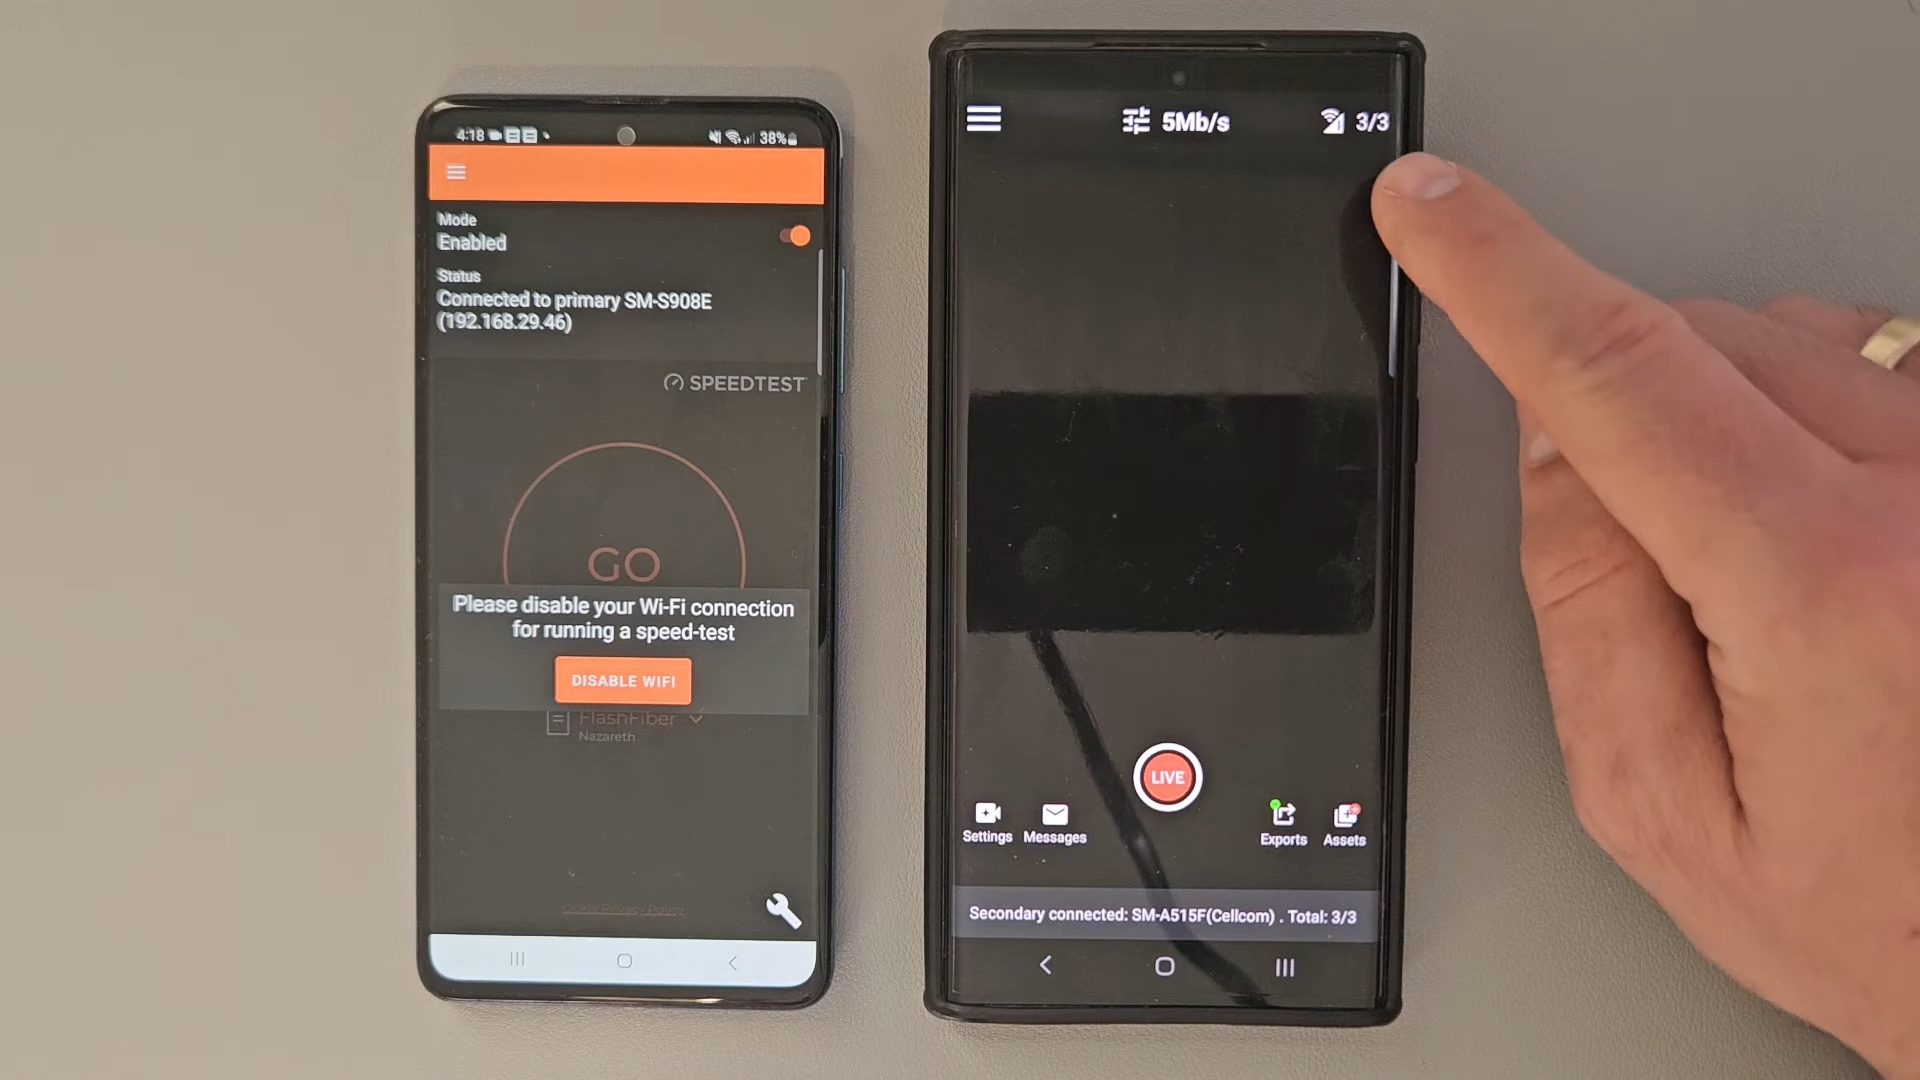 4:18
38%
Mode
Enabled
Status
Connected to primary SM-S908E
(192.168.29.46)
SPEEDTEST
GO
Please disable your Wi-Fi connection
for running a speed-test
DISABLE WIFI
FlashFiber
Nazareth
5Mb/s
3/3
LIVE
Settings
Messages
Exports
Assets
Secondary connected: SM-A515F(Cellcom) . Total: 3/3